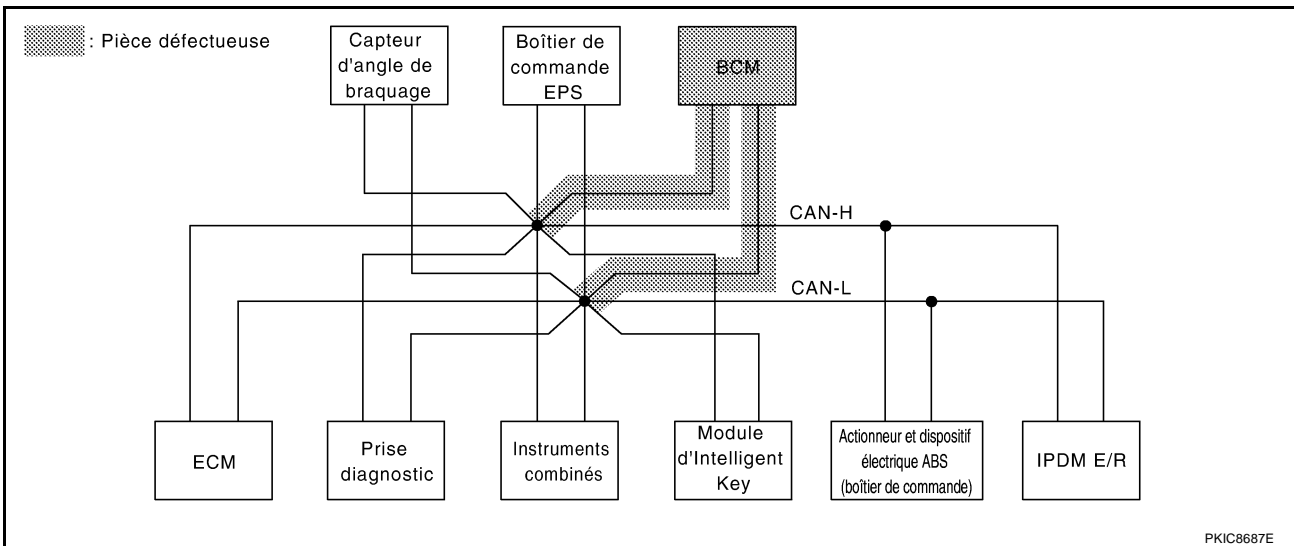 : Pièce défectueuse
Capteur
d'angle de
braquage
Boîtier de
commande
EPS
BCM
CAN-H
CAN-L
ECM
Prise
diagnostic
Instruments
combinés
Module
d'Intelligent
Key
Actionneur et dispositif
électrique ABS
(boîtier de commande)
IPDM E/R
PKIC8687E